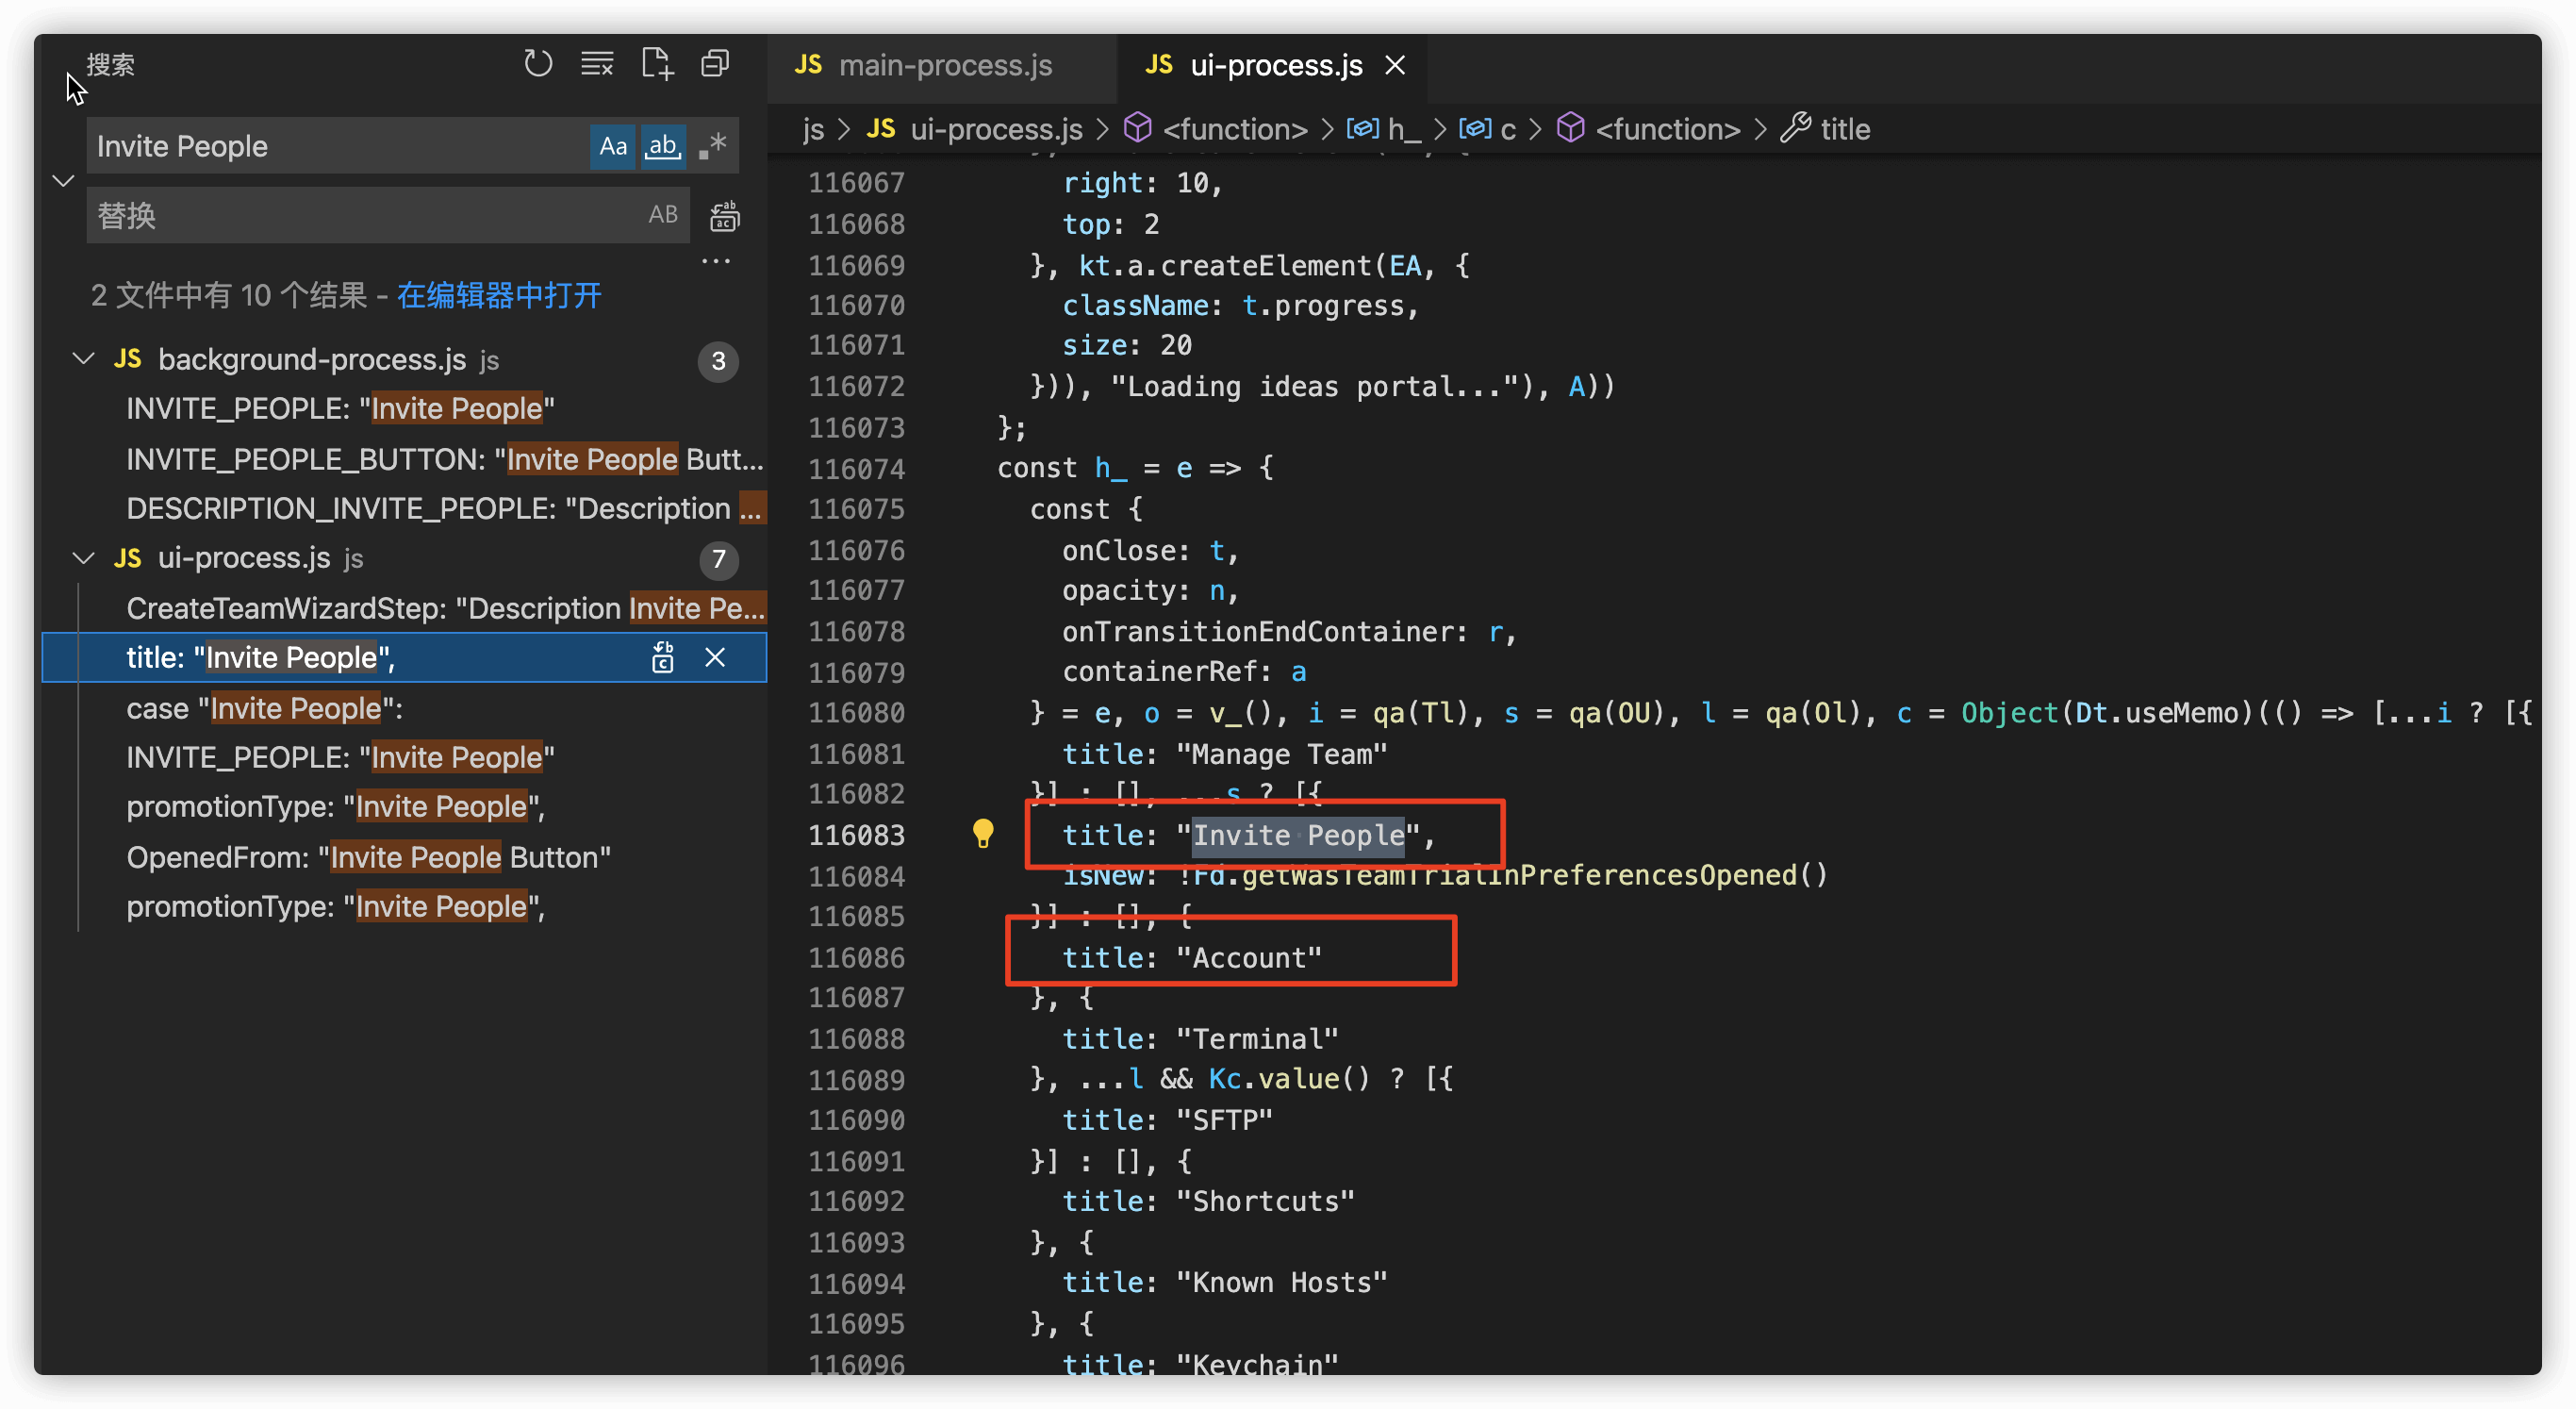 搜索
Invite People
Aa
ab
.*
替换
AB
...
2 文件中有 10 个结果 - 在编辑器中打开
JS background-process.js js 3
INVITE_PEOPLE: "Invite People"
INVITE_PEOPLE_BUTTON: "Invite People Butt...
DESCRIPTION_INVITE_PEOPLE: "Description ...
JS ui-process.js js 7
CreateTeamWizardStep: "Description Invite Pe...
title: "Invite People",
case "Invite People":
INVITE_PEOPLE: "Invite People"
promotionType: "Invite People",
OpenedFrom: "Invite People Button"
promotionType: "Invite People",
JS main-process.js
JS ui-process.js
js > JS ui-process.js > <function> > h_ > c > <function> > title
116067 right: 10,
116068 top: 2
116069 }, kt.a.createElement(EA, {
116070 className: t.progress,
116071 size: 20
116072 })), "Loading ideas portal..."), A))
116073 };
116074 const h_ = e => {
116075 const {
116076 onClose: t,
116077 opacity: n,
116078 onTransitionEndContainer: r,
116079 containerRef: a
116080 } = e, o = v_(), i = qa(Tl), s = qa(OU), l = qa(Ol), c = Object(Dt.useMemo)(() => [...i ? [{
116081 title: "Manage Team"
116082 }] : [], ...s ? [{
116083 title: "Invite People",
116084 isNew: !Fd.getWasTeamTrialInPreferencesOpened()
116085 }] : [], {
116086 title: "Account"
116087 }, {
116088 title: "Terminal"
116089 }, ...l && Kc.value() ? [{
116090 title: "SFTP"
116091 }] : [], {
116092 title: "Shortcuts"
116093 }, {
116094 title: "Known Hosts"
116095 }, {
116096 title: "Keychain"